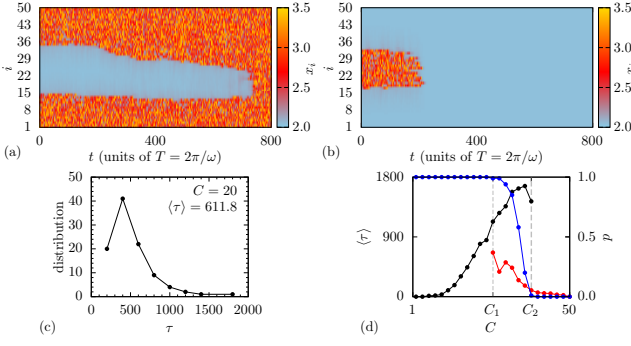 50
43
36
29
22
15
8
1
i
0
400
800
t (units of T = 2π/ω)
(a)
3.5
3.0
2.5
2.0
x_i
50
43
36
29
22
15
8
1
i
0
400
800
t (units of T = 2π/ω)
(b)
3.5
3.0
2.5
2.0
x_i
50
40
30
20
10
0
distribution
C = 20
⟨τ⟩ = 611.8
0
500
1000
1500
2000
τ
(c)
1800
900
0
⟨τ⟩
1.0
0.5
0.0
d
1
C₁
C₂
50
C
(d)